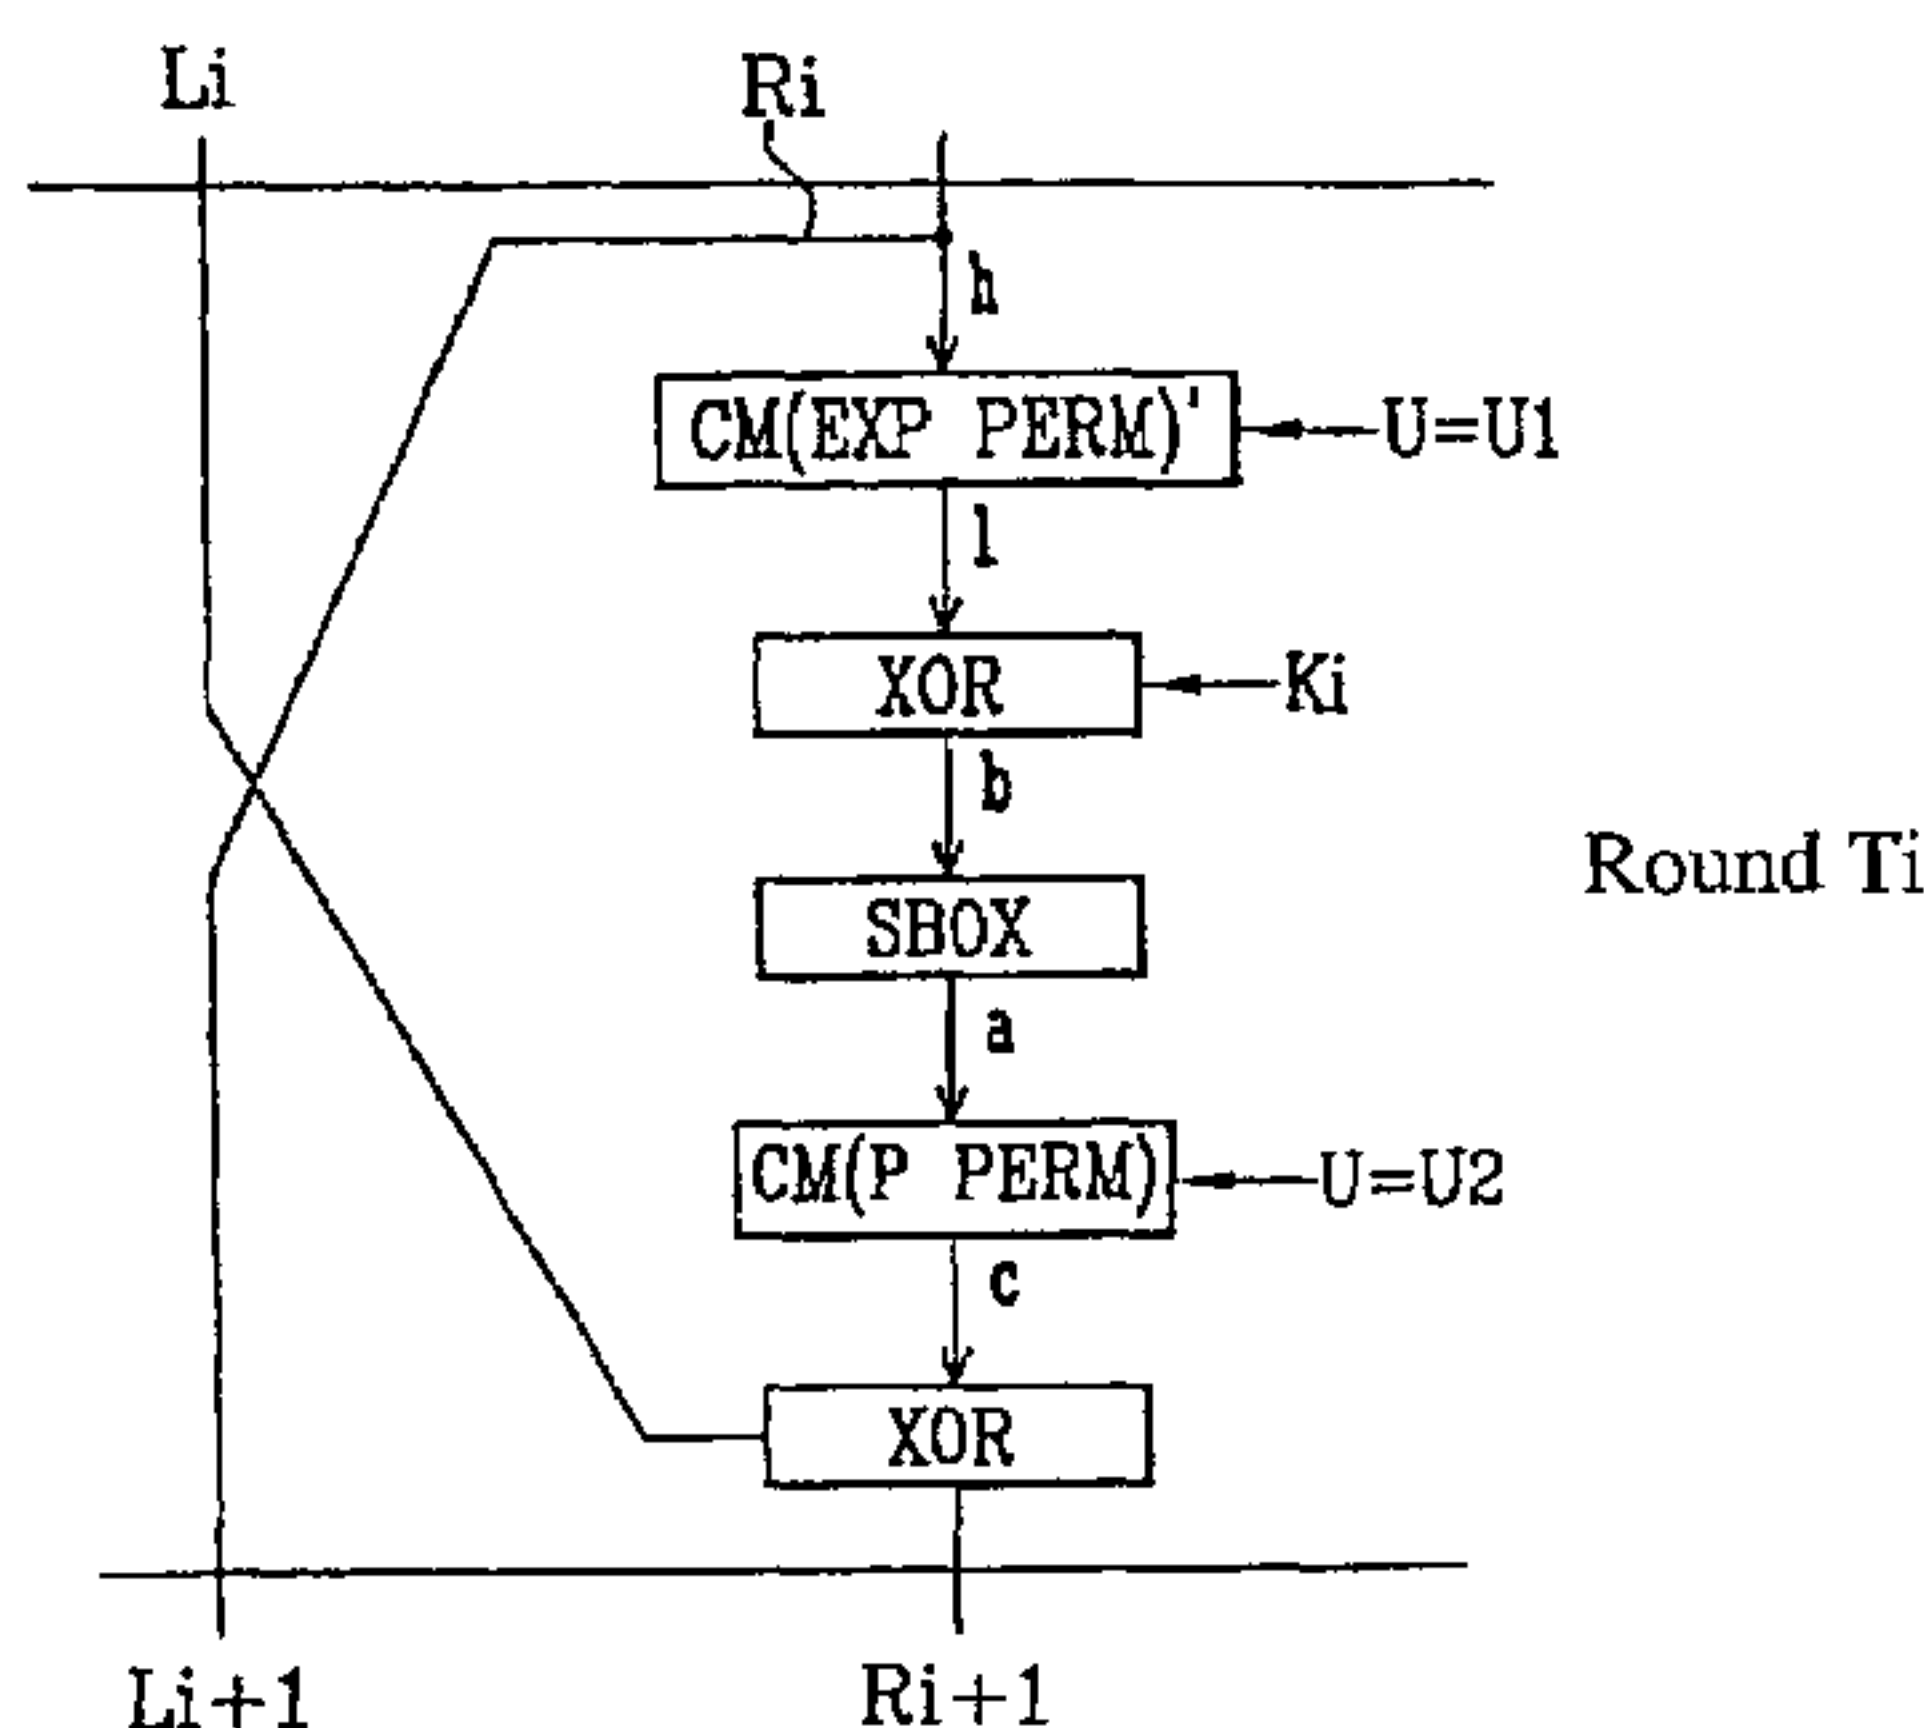 Li
Ri
h
CM(EXP PERM)'
U=U1
l
XOR
Ki
b
SBOX
Round Ti
a
CM(P PERM)
U=U2
c
XOR
Li+1
Ri+1